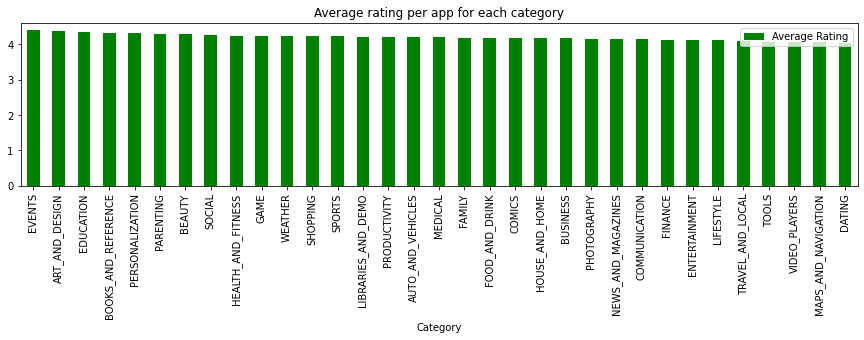 Average rating per app for each category
Average Rating
4
3
2
1
0
EVENTS
ART_AND_DESIGN
EDUCATION
BOOKS_AND_REFERENCE
PERSONALIZATION
PARENTING
BEAUTY
SOCIAL
HEALTH_AND_FITNESS
GAME
WEATHER
SHOPPING
SPORTS
LIBRARIES_AND_DEMO
PRODUCTIVITY
AUTO_AND_VEHICLES
MEDICAL
FAMILY
FOOD_AND_DRINK
COMICS
HOUSE_AND_HOME
BUSINESS
PHOTOGRAPHY
NEWS_AND_MAGAZINES
COMMUNICATION
FINANCE
ENTERTAINMENT
LIFESTYLE
TRAVEL_AND_LOCAL
TOOLS
VIDEO_PLAYERS
MAPS_AND_NAVIGATION
DATING
Category